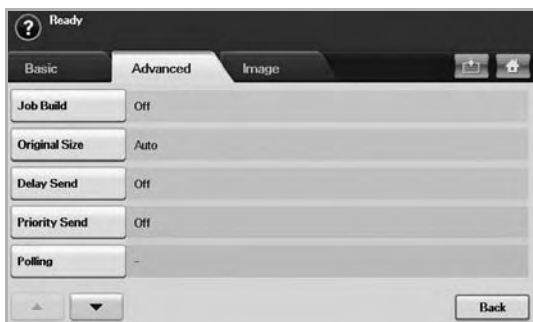 ? Ready
Basic Advanced Image
Job Build Off
Original Size Auto
Delay Send Off
Priority Send Off
Polling -
Back